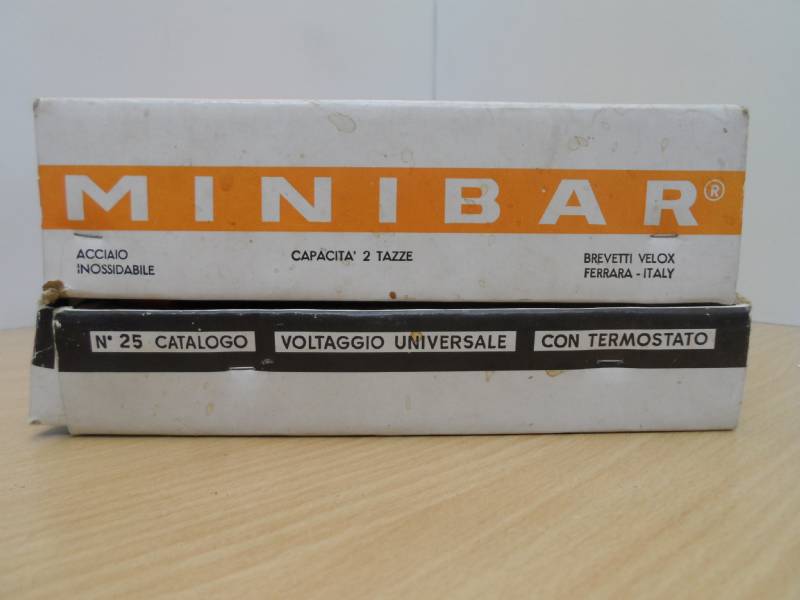 MINIBAR®
ACCIAIO
INOSSIDABILE
CAPACITA' 2 TAZZE
BREVETTI VELOX
FERRARA - ITALY
N° 25 CATALOGO
VOLTAGGIO UNIVERSALE
CON TERMOSTATO